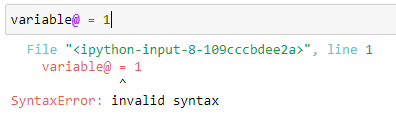 variable@ = 1
File "<ipython-input-8-109cccbdee2a>", line 1
variable@ = 1
^
SyntaxError: invalid syntax